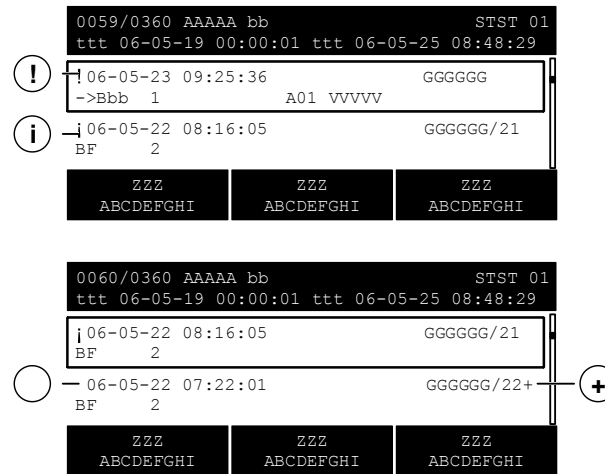 0059/0360 AAAAA bb STST 01
ttt 06-05-19 00:00:01 ttt 06-05-25 08:48:29
! !06-05-23 09:25:36 GGGGGG
->Bbb 1 A01 VVVVV
i ¡06-05-22 08:16:05 GGGGGG/21
BF 2
ZZZ ZZZ ZZZ
ABCDEFGHI ABCDEFGHI ABCDEFGHI
0060/0360 AAAAA bb STST 01
ttt 06-05-19 00:00:01 ttt 06-05-25 08:48:29
¡06-05-22 08:16:05 GGGGGG/21
BF 2
06-05-22 07:22:01 GGGGGG/22+ +
BF 2
ZZZ ZZZ ZZZ
ABCDEFGHI ABCDEFGHI ABCDEFGHI